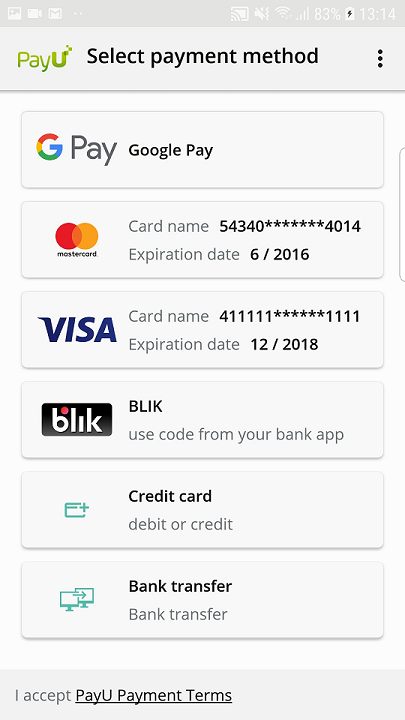 83% 13:14
PayU Select payment method
G Pay Google Pay
mastercard.
Card name 54340*******4014
Expiration date 6 / 2016
VISA
Card name 411111******1111
Expiration date 12 / 2018
blik
BLIK
use code from your bank app
Credit card
debit or credit
Bank transfer
Bank transfer
I accept PayU Payment Terms